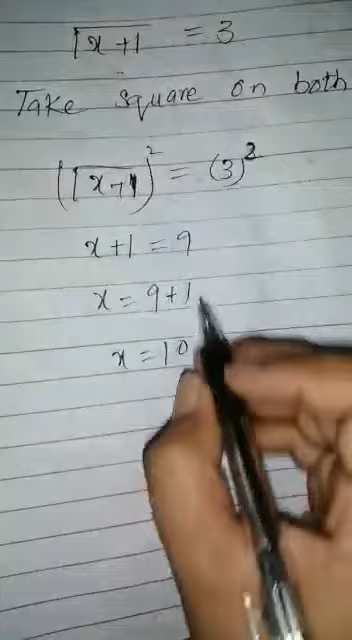 √x+1 = 3
Take square on both
(√x+1)² = (3)²
x+1 = 9
x = 9+1
x = 10